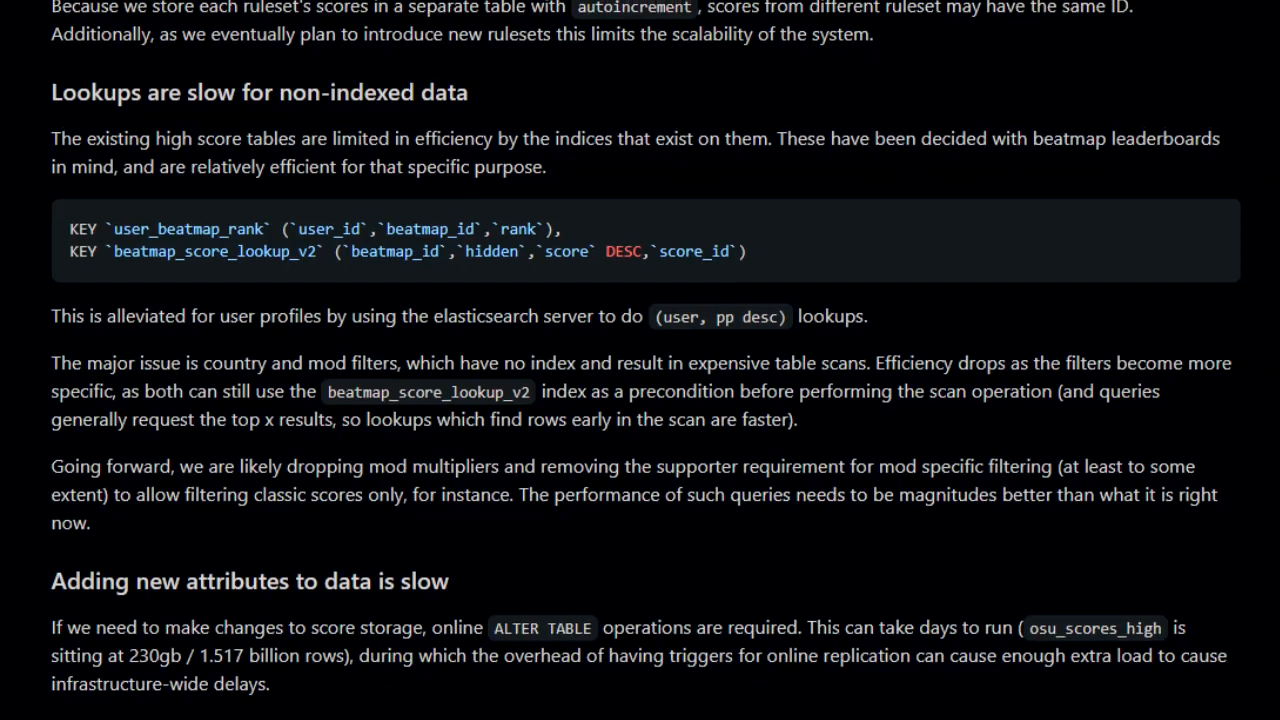 Because we store each ruleset's scores in a separate table with autoincrement, scores from different ruleset may have the same ID.
Additionally, as we eventually plan to introduce new rulesets this limits the scalability of the system.
Lookups are slow for non-indexed data
The existing high score tables are limited in efficiency by the indices that exist on them. These have been decided with beatmap leaderboards
in mind, and are relatively efficient for that specific purpose.
KEY `user_beatmap_rank` (`user_id`,`beatmap_id`,`rank`),
KEY `beatmap_score_lookup_v2` (`beatmap_id`,`hidden`,`score` DESC,`score_id`)
This is alleviated for user profiles by using the elasticsearch server to do (user, pp desc) lookups.
The major issue is country and mod filters, which have no index and result in expensive table scans. Efficiency drops as the filters become more
specific, as both can still use the beatmap_score_lookup_v2 index as a precondition before performing the scan operation (and queries
generally request the top x results, so lookups which find rows early in the scan are faster).
Going forward, we are likely dropping mod multipliers and removing the supporter requirement for mod specific filtering (at least to some
extent) to allow filtering classic scores only, for instance. The performance of such queries needs to be magnitudes better than what it is right
now.
Adding new attributes to data is slow
If we need to make changes to score storage, online ALTER TABLE operations are required. This can take days to run (osu_scores_high is
sitting at 230gb / 1.517 billion rows), during which the overhead of having triggers for online replication can cause enough extra load to cause
infrastructure-wide delays.